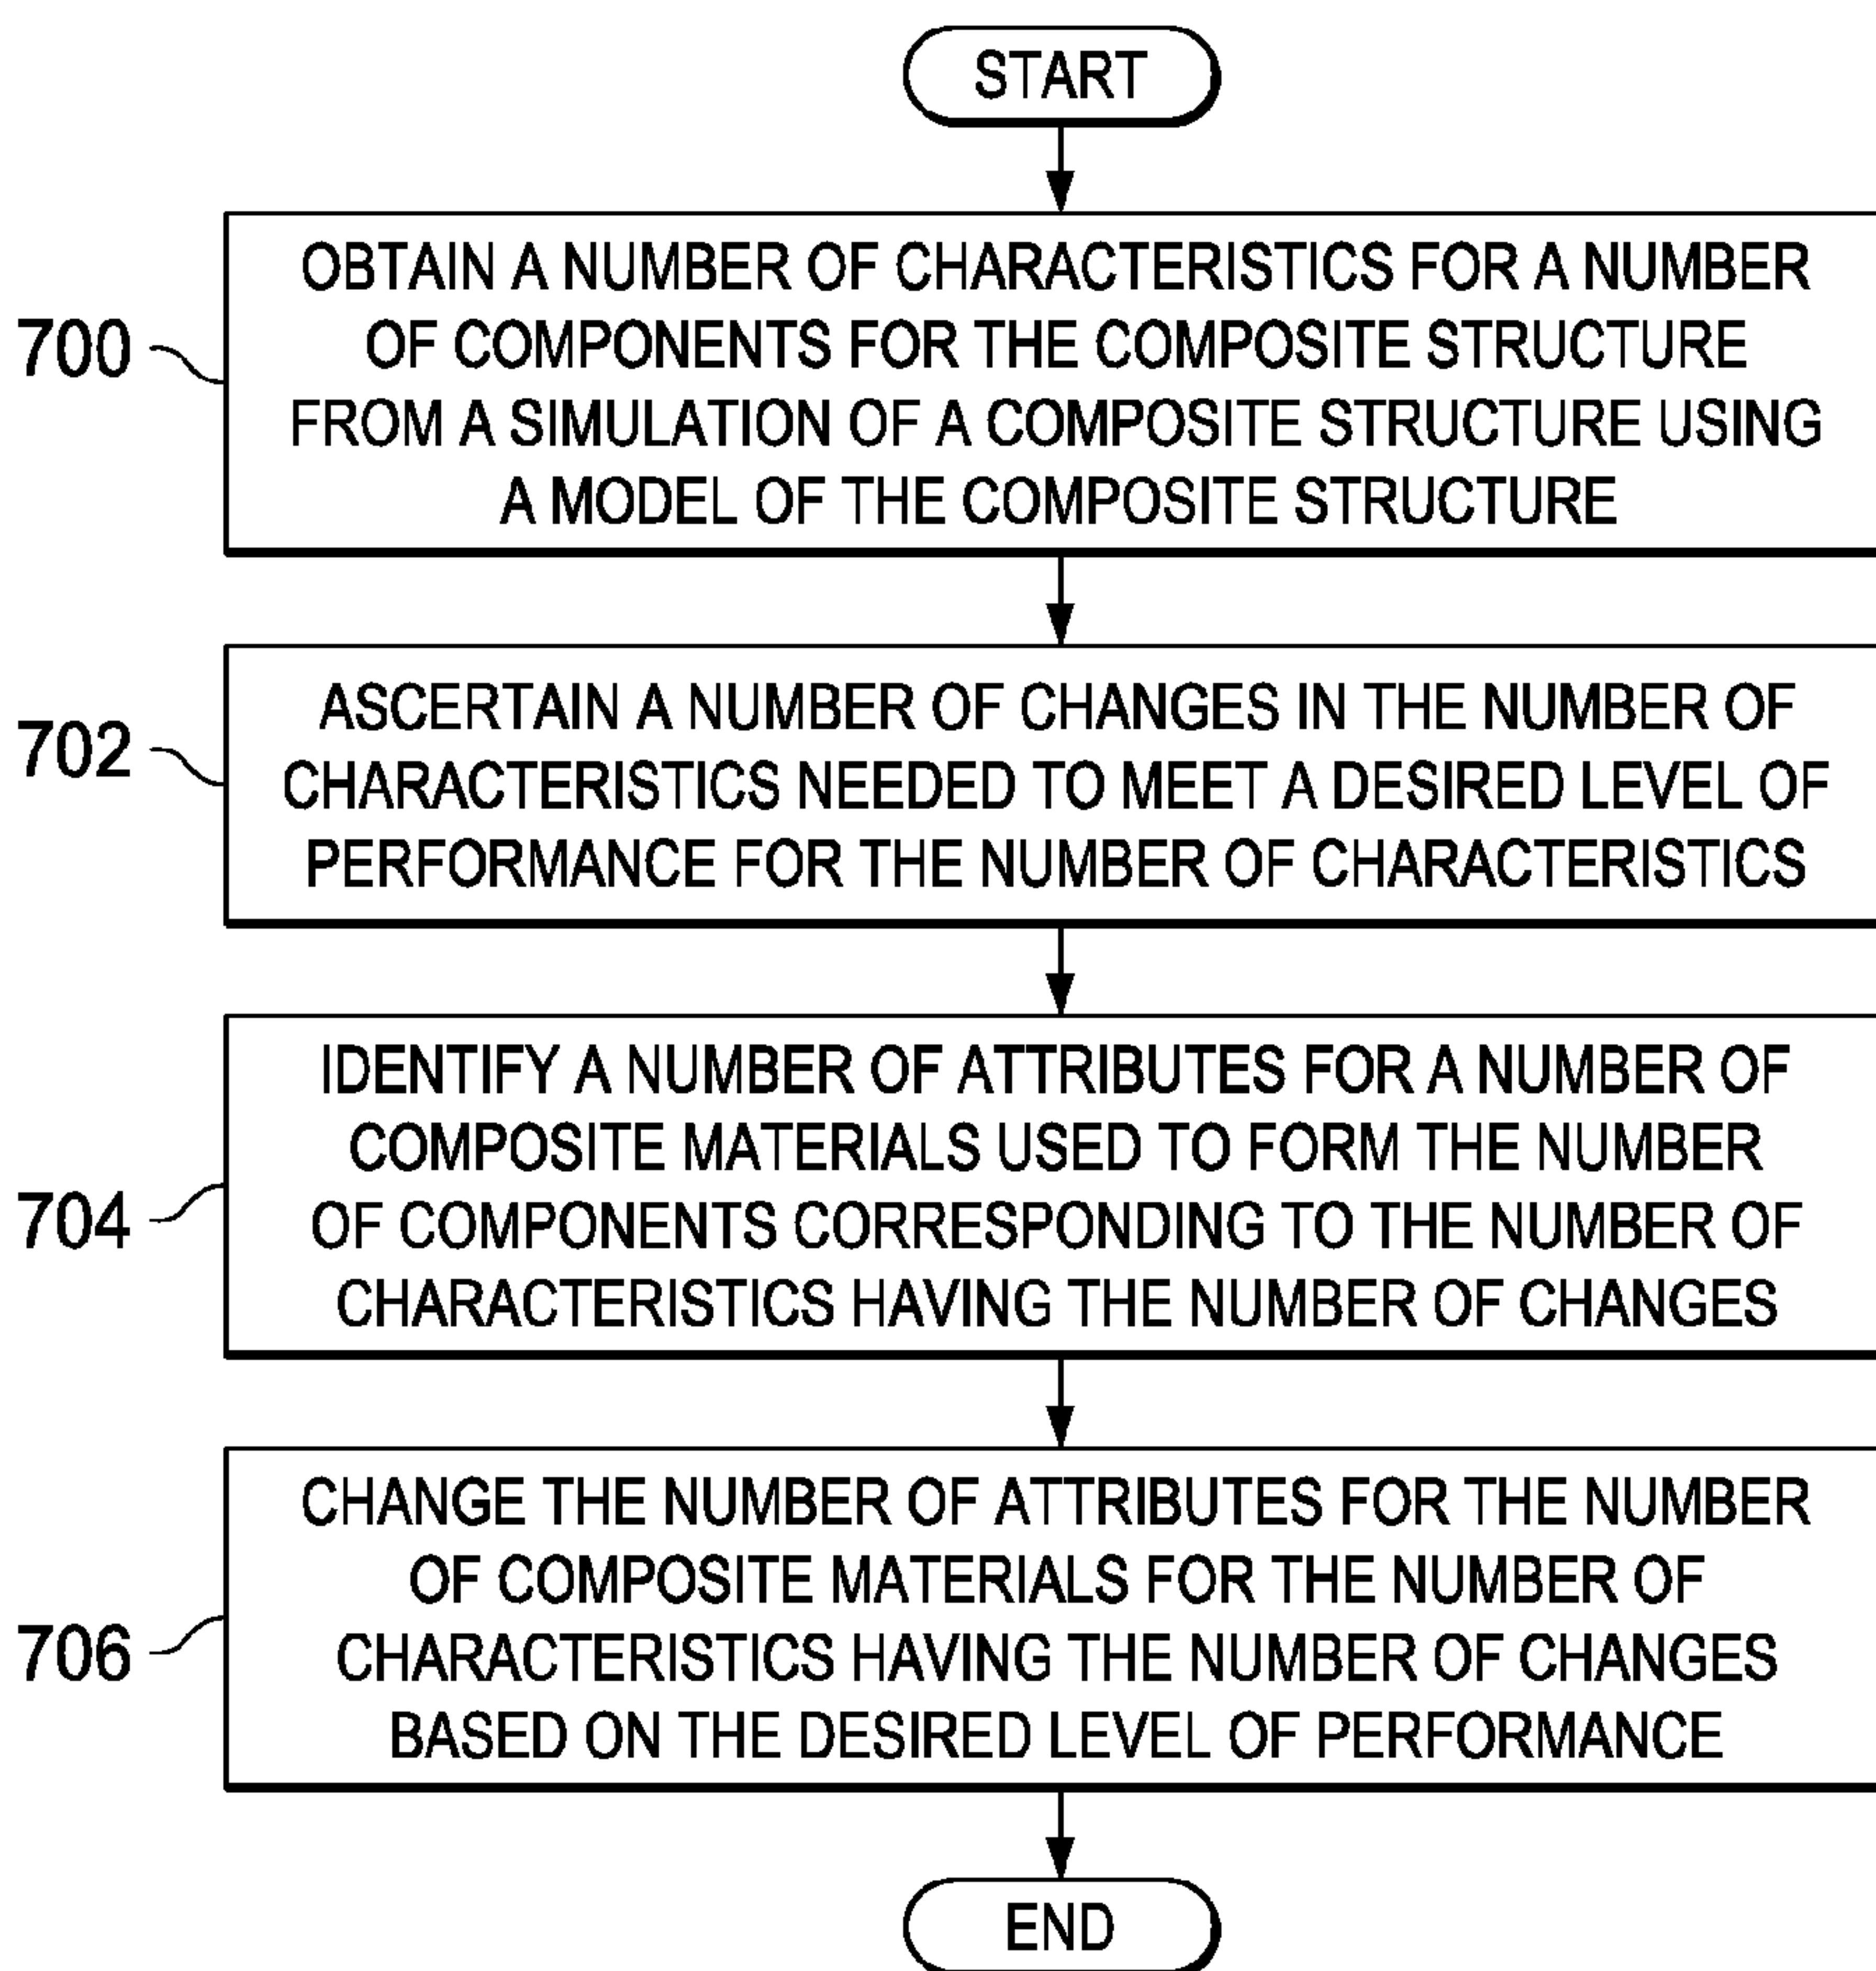 START
OBTAIN A NUMBER OF CHARACTERISTICS FOR A NUMBER
OF COMPONENTS FOR THE COMPOSITE STRUCTURE
FROM A SIMULATION OF A COMPOSITE STRUCTURE USING
A MODEL OF THE COMPOSITE STRUCTURE
700
ASCERTAIN A NUMBER OF CHANGES IN THE NUMBER OF
CHARACTERISTICS NEEDED TO MEET A DESIRED LEVEL OF
PERFORMANCE FOR THE NUMBER OF CHARACTERISTICS
702
IDENTIFY A NUMBER OF ATTRIBUTES FOR A NUMBER OF
COMPOSITE MATERIALS USED TO FORM THE NUMBER
OF COMPONENTS CORRESPONDING TO THE NUMBER OF
CHARACTERISTICS HAVING THE NUMBER OF CHANGES
704
CHANGE THE NUMBER OF ATTRIBUTES FOR THE NUMBER
OF COMPOSITE MATERIALS FOR THE NUMBER OF
CHARACTERISTICS HAVING THE NUMBER OF CHANGES
BASED ON THE DESIRED LEVEL OF PERFORMANCE
706
END